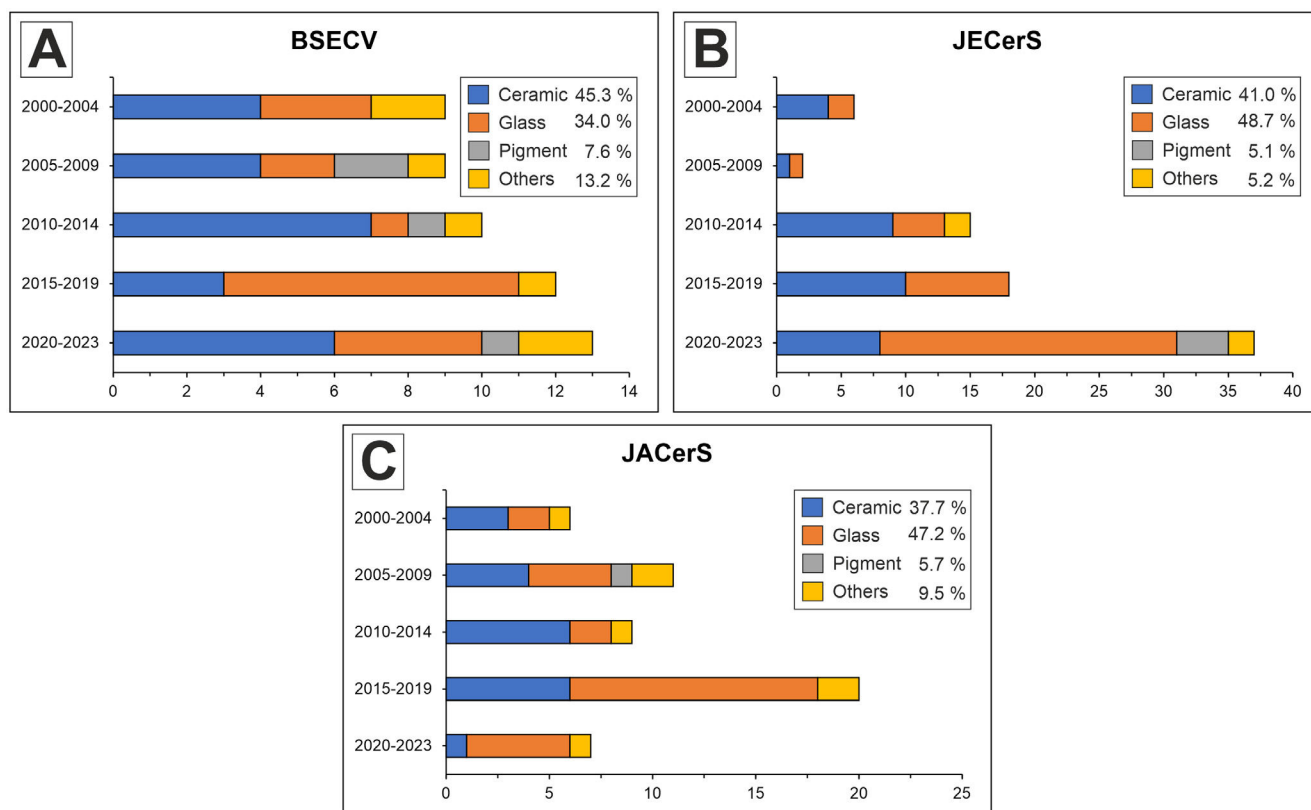 A
BSECV
Ceramic 45.3 %
Glass 34.0 %
Pigment 7.6 %
Others 13.2 %
2000-2004
2005-2009
2010-2014
2015-2019
2020-2023
0 2 4 6 8 10 12 14
B
JECerS
Ceramic 41.0 %
Glass 48.7 %
Pigment 5.1 %
Others 5.2 %
2000-2004
2005-2009
2010-2014
2015-2019
2020-2023
0 5 10 15 20 25 30 35 40
C
JACerS
Ceramic 37.7 %
Glass 47.2 %
Pigment 5.7 %
Others 9.5 %
2000-2004
2005-2009
2010-2014
2015-2019
2020-2023
0 5 10 15 20 25